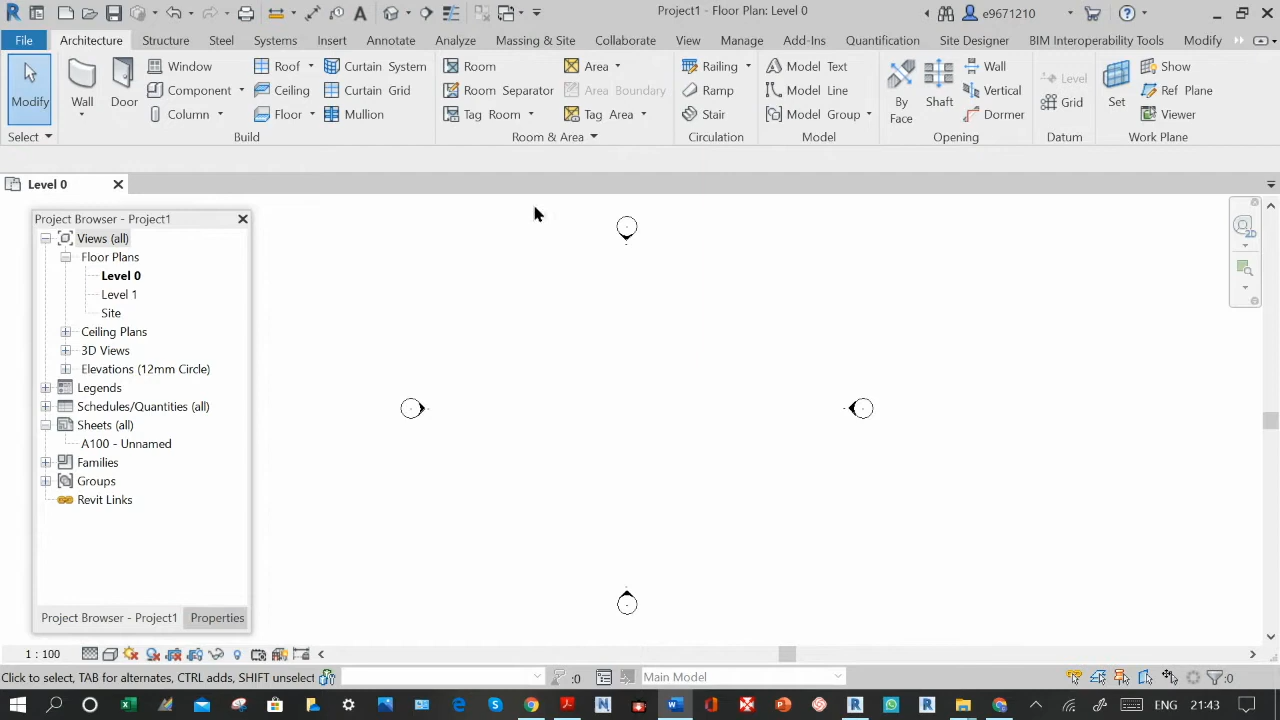 Project1 - Floor Plan: Level 0
e9671210
File Architecture Structure Steel Systems Insert Annotate Analyze Massing & Site Collaborate View Manage Add-Ins Quantification Site Designer BIM Interoperability Tools Modify
Window Roof Curtain System Room Area Railing Model Text Wall Level Show
Modify Wall Door Component Ceiling Curtain Grid Room Separator Area Boundary Ramp Model Line By Face Shaft Vertical Grid Set Ref Plane
Column Floor Mullion Tag Room Tag Area Stair Model Group Dormer Viewer
Select Build Room & Area Circulation Model Opening Datum Work Plane
Level 0
Project Browser - Project1
Views (all)
Floor Plans
Level 0
Level 1
Site
Ceiling Plans
3D Views
Elevations (12mm Circle)
Legends
Schedules/Quantities (all)
Sheets (all)
A100 - Unnamed
Families
Groups
Revit Links
Project Browser - Project1 Properties
2D
1 : 100
Click to select, TAB for alternates, CTRL adds, SHIFT unselect :0 Main Model :0
ENG 21:43